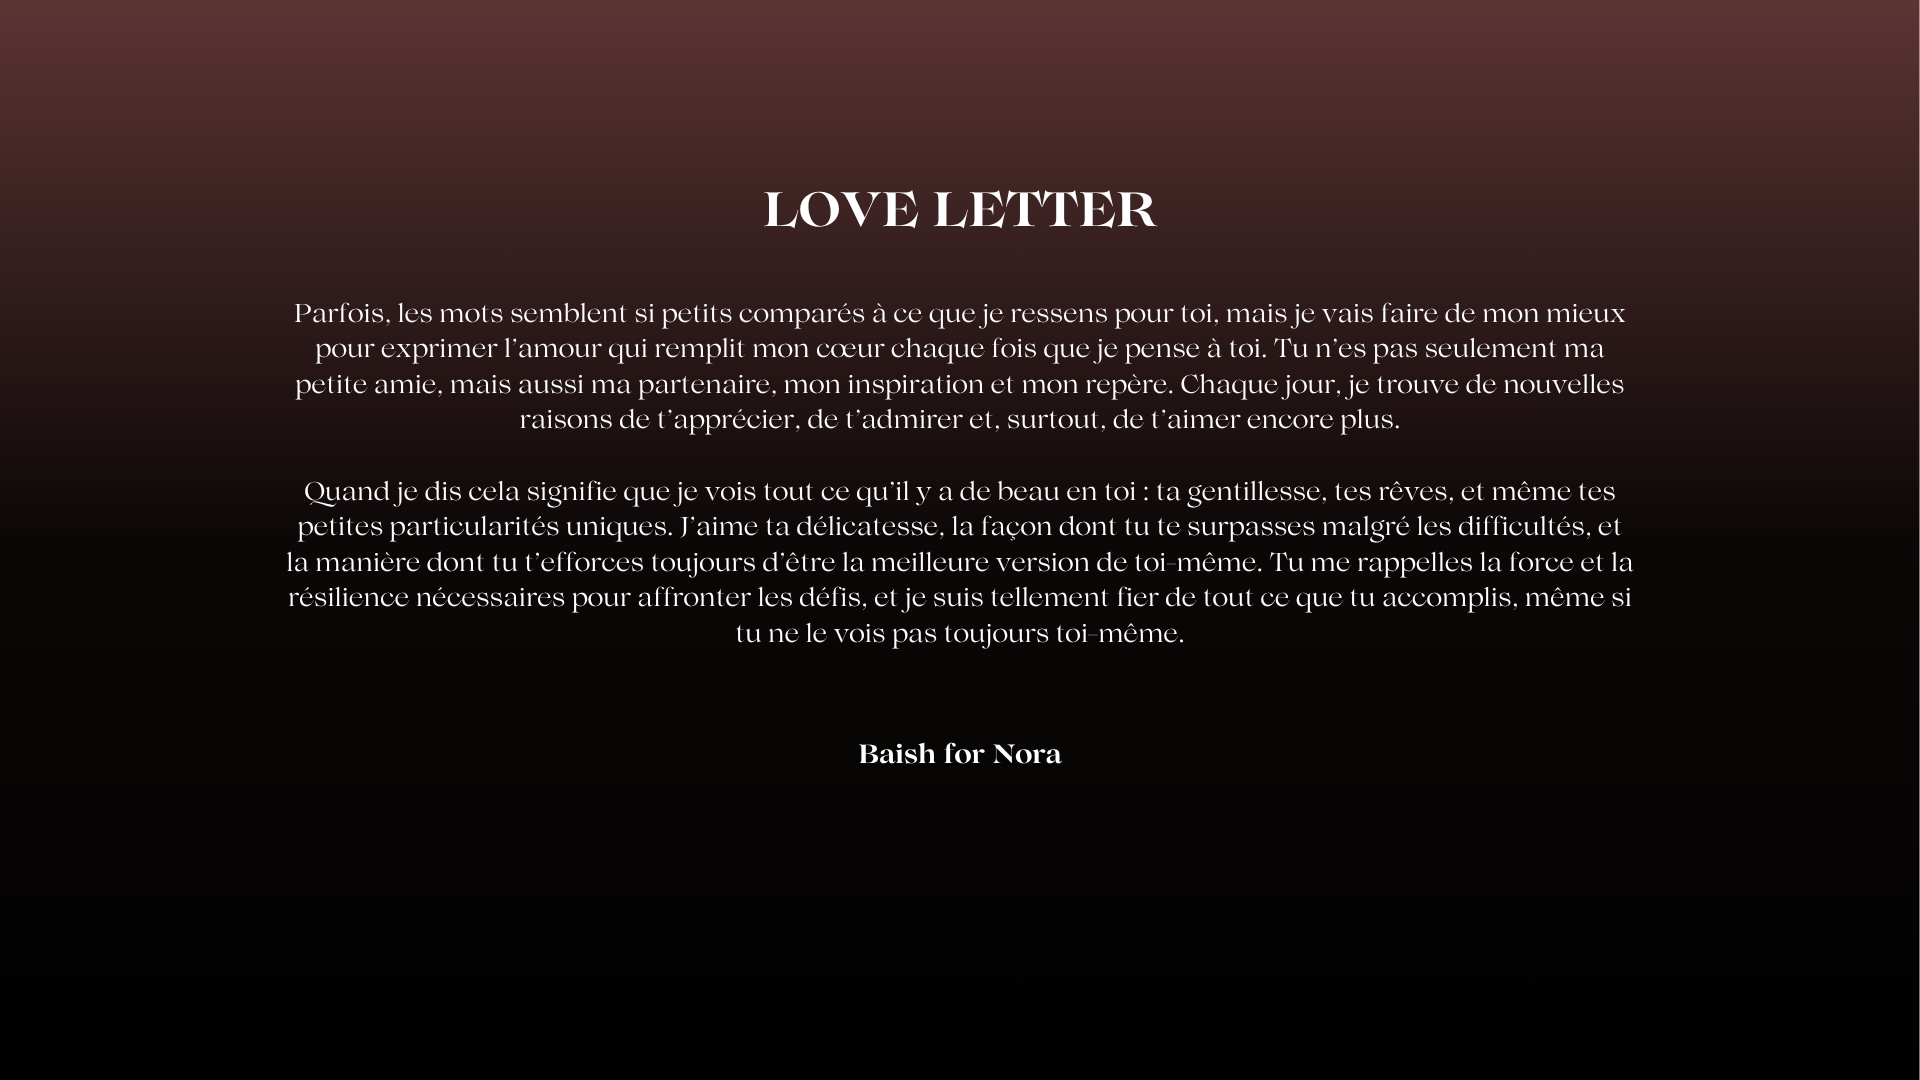 LOVE LETTER
Parfois, les mots semblent si petits comparés à ce que je ressens pour toi, mais je vais faire de mon mieux
pour exprimer l’amour qui remplit mon cœur chaque fois que je pense à toi. Tu n’es pas seulement ma
petite amie, mais aussi ma partenaire, mon inspiration et mon repère. Chaque jour, je trouve de nouvelles
raisons de t’apprécier, de t’admirer et, surtout, de t’aimer encore plus.
Quand je dis cela signifie que je vois tout ce qu’il y a de beau en toi : ta gentillesse, tes rêves, et même tes
petites particularités uniques. J’aime ta délicatesse, la façon dont tu te surpasses malgré les difficultés, et
la manière dont tu t’efforces toujours d’être la meilleure version de toi-même. Tu me rappelles la force et la
résilience nécessaires pour affronter les défis, et je suis tellement fier de tout ce que tu accomplis, même si
tu ne le vois pas toujours toi-même.
Baish for Nora